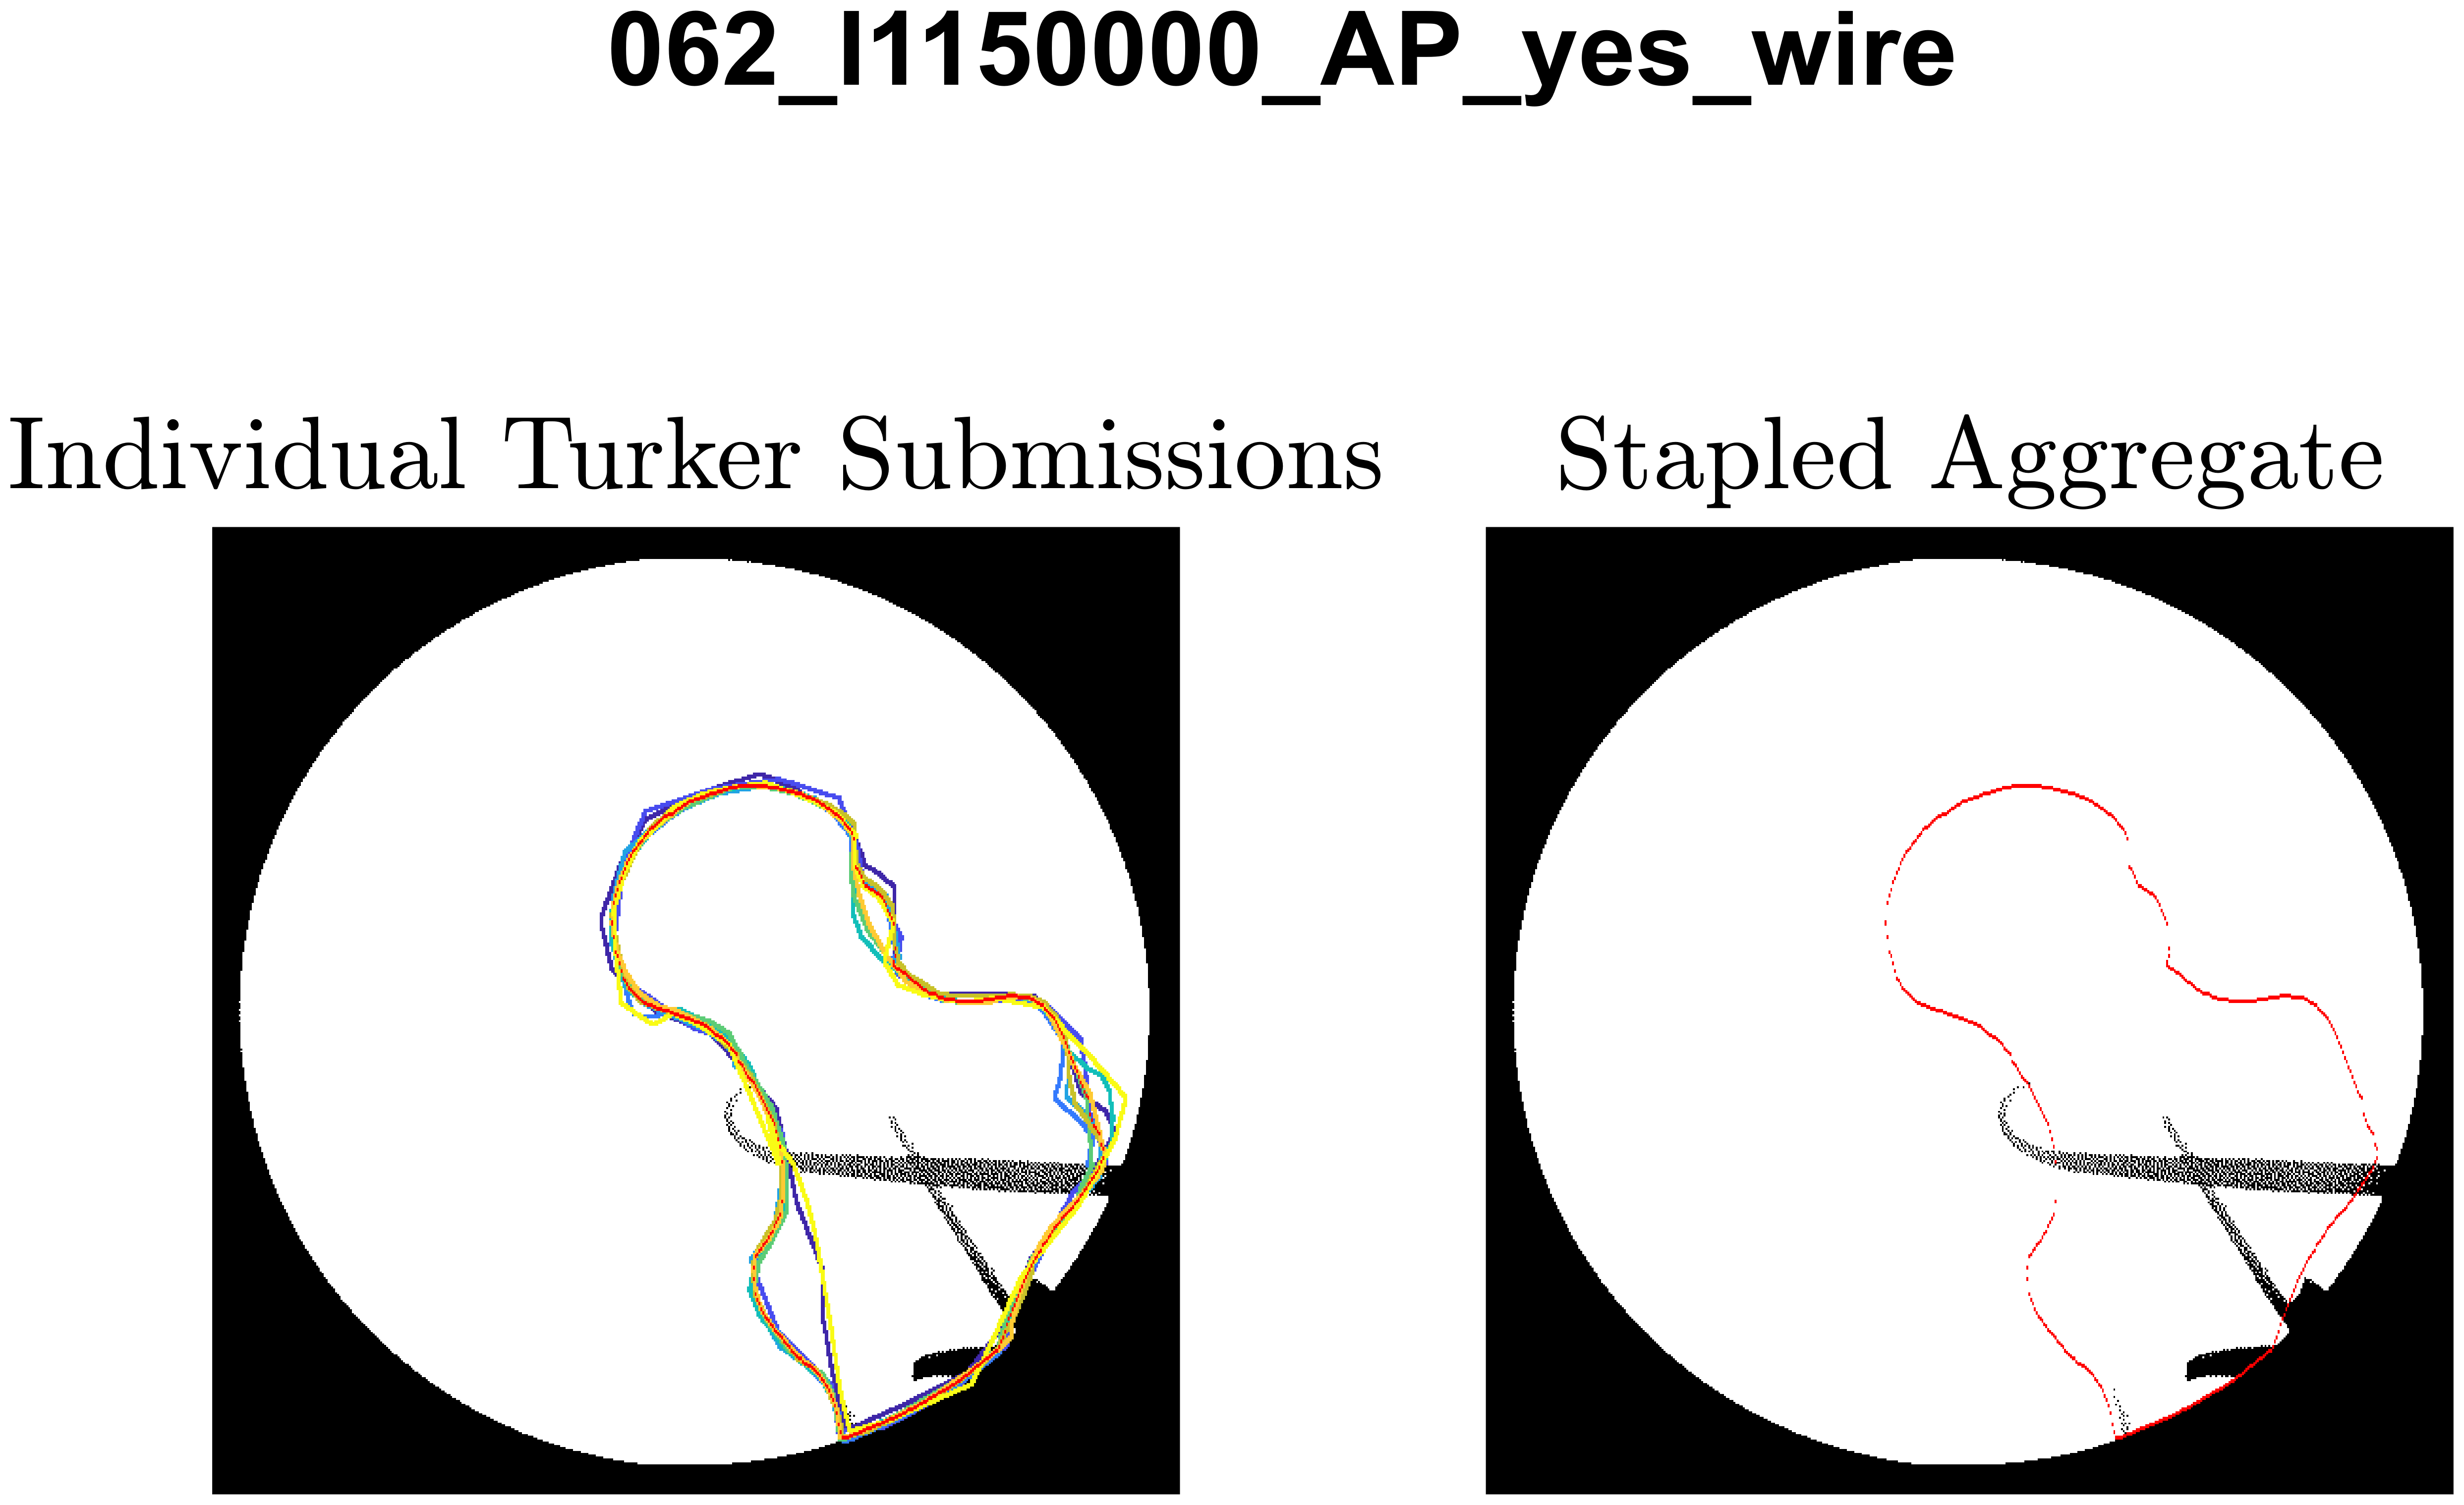 062_I1150000_AP_yes_wire
Individual Turker Submissions
Stapled Aggregate